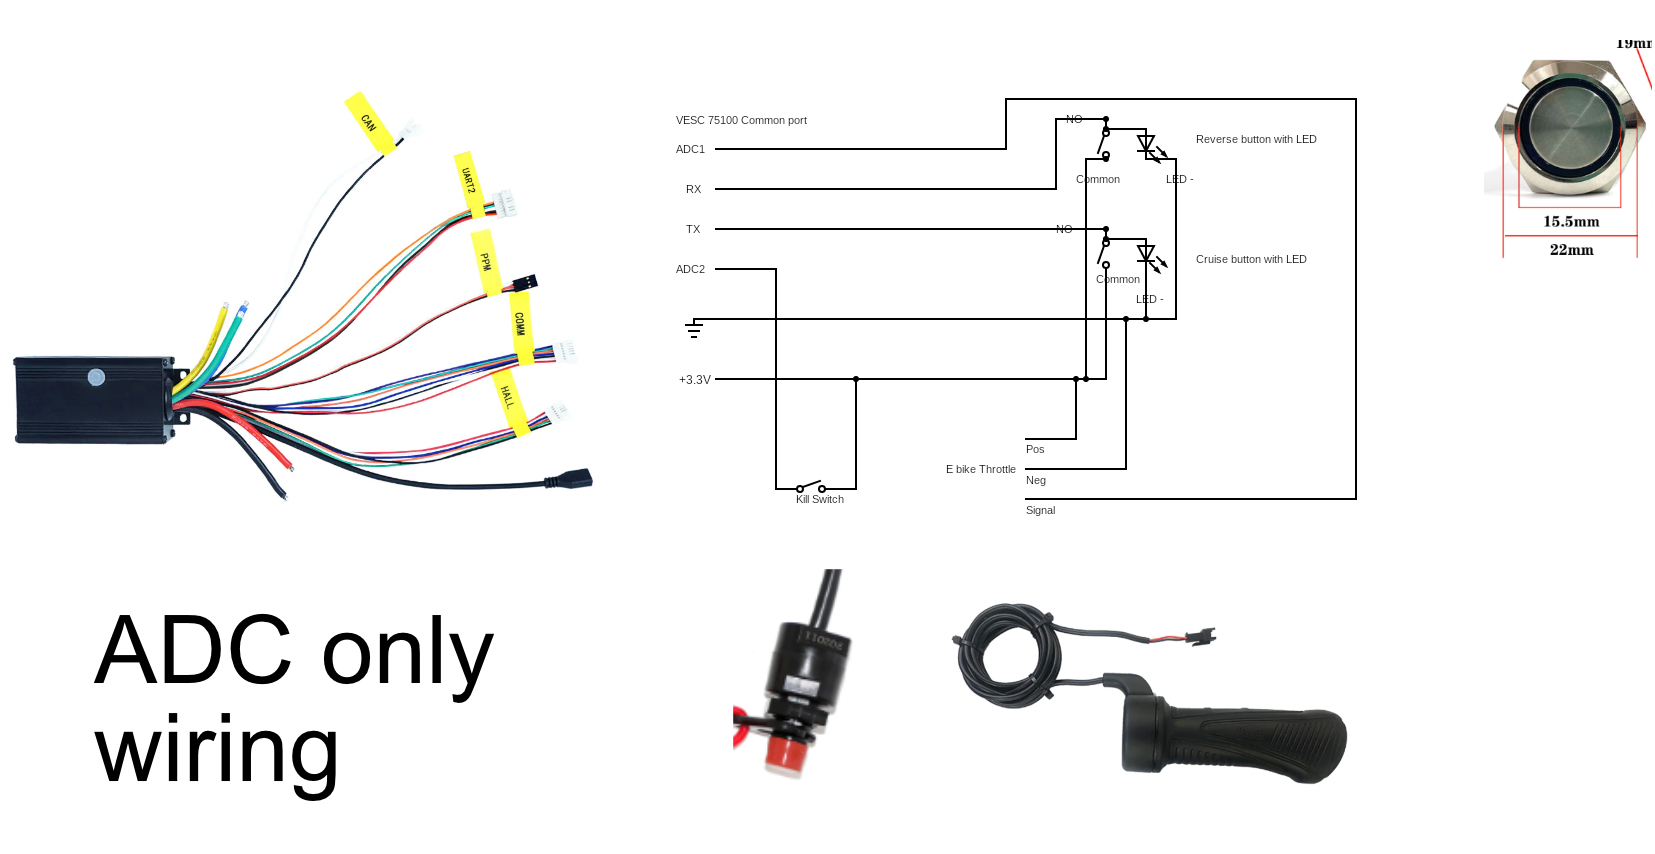 CAN
UART2
PPM
COMM
HALL
VESC 75100 Common port
ADC1
RX
TX
ADC2
+3.3V
NO
Common
LED -
Reverse button with LED
NO
Common
LED -
Cruise button with LED
Kill Switch
E bike Throttle
Pos
Neg
Signal
19mm
15.5mm
22mm
ADC only
wiring